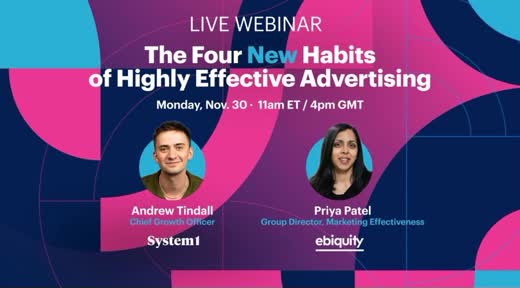 LIVE WEBINAR
The Four New Habits
of Highly Effective Advertising
Monday, Nov. 30 - 11am ET / 4pm GMT
Andrew Tindall
Chief Growth Officer
System1
Priya Patel
Group Director, Marketing Effectiveness
ebiquity